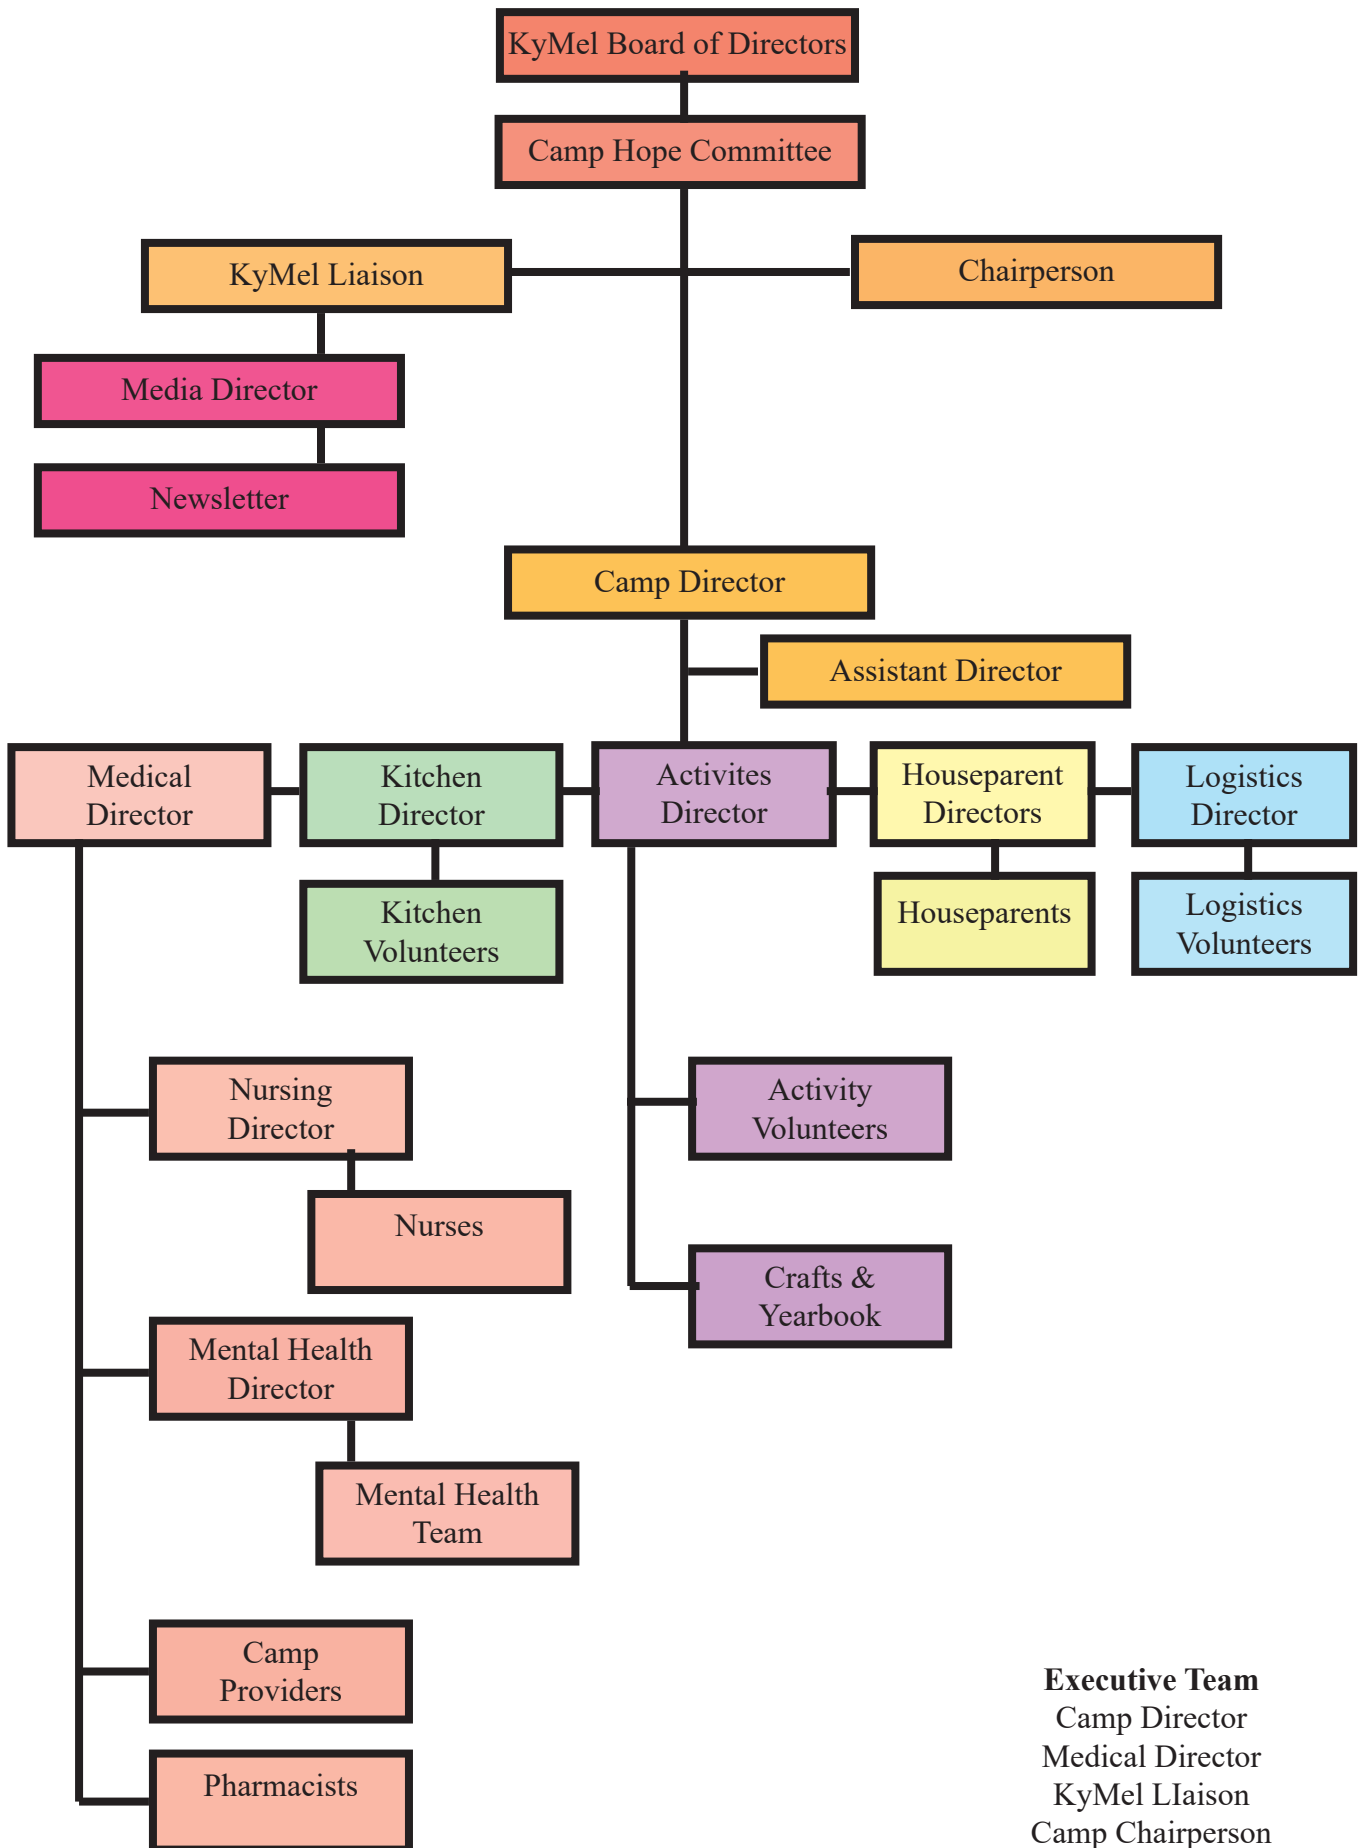 KyMel Board of Directors
Camp Hope Committee
KyMel Liaison
Chairperson
Media Director
Newsletter
Camp Director
Assistant Director
Medical
Director
Kitchen
Director
Activites
Director
Houseparent
Directors
Logistics
Director
Kitchen
Volunteers
Houseparents
Logistics
Volunteers
Nursing
Director
Activity
Volunteers
Nurses
Crafts &
Yearbook
Mental Health
Director
Mental Health
Team
Camp
Providers
Pharmacists
Executive Team
Camp Director
Medical Director
KyMel LIaison
Camp Chairperson